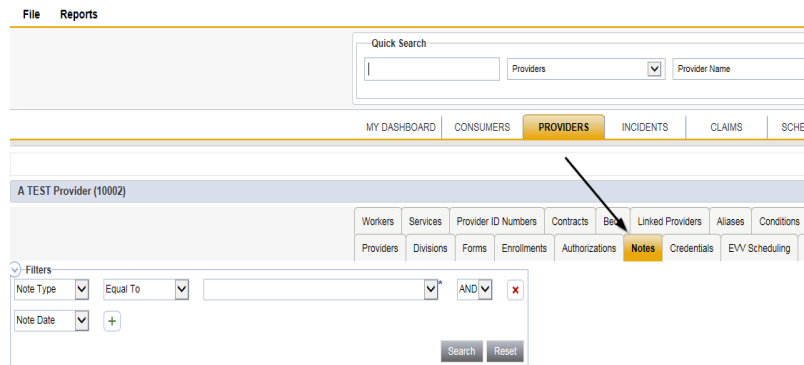 File Reports
Quick Search
Providers Provider Name
MY DASHBOARD CONSUMERS PROVIDERS INCIDENTS CLAIMS SCHE
A TEST Provider (10002)
Workers Services Provider ID Numbers Contracts Linked Providers Aliases Conditions
Providers Divisions Forms Enrollments Authorizations Notes Credentials EVV Scheduling
Filters
Note Type Equal To * AND x
Note Date +
Search Reset